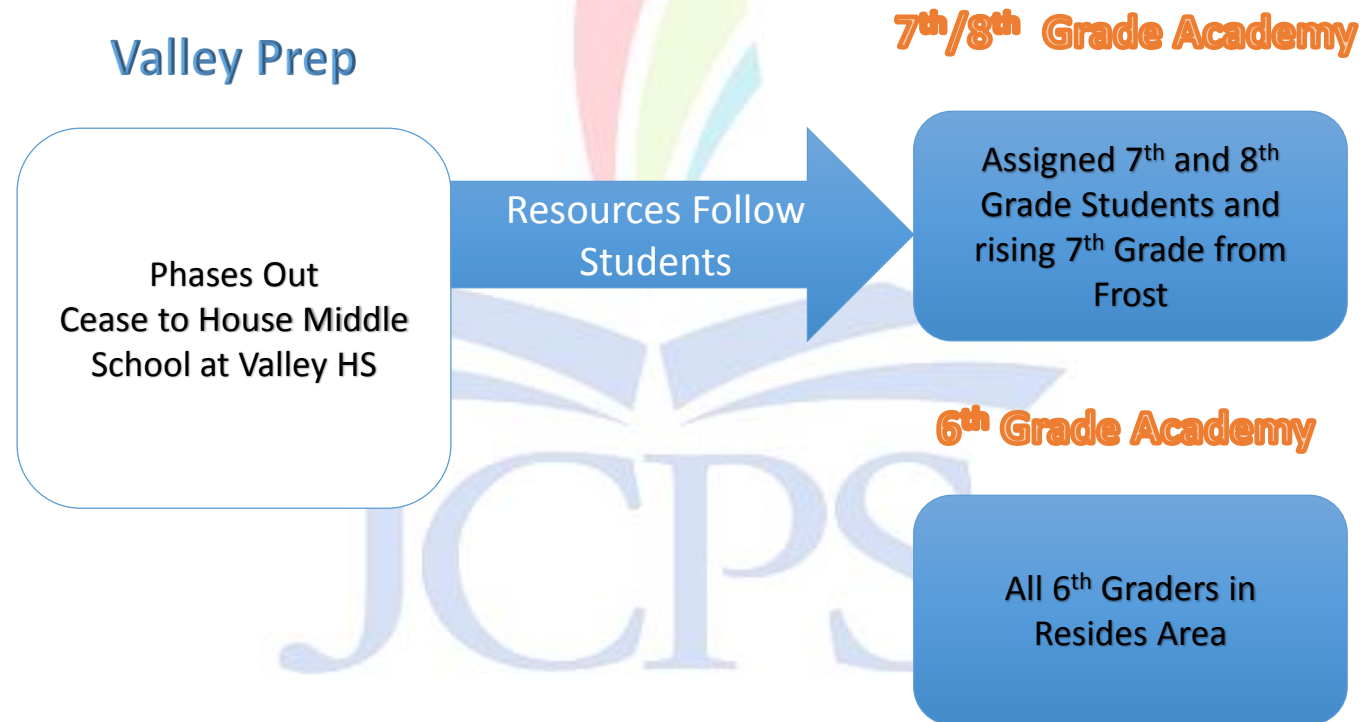 Valley Prep
Phases Out
Cease to House Middle
School at Valley HS
Resources Follow
Students
7th/8th Grade Academy
Assigned 7th and 8th
Grade Students and
rising 7th Grade from
Frost
6th Grade Academy
All 6th Graders in
Resides Area
JCPS